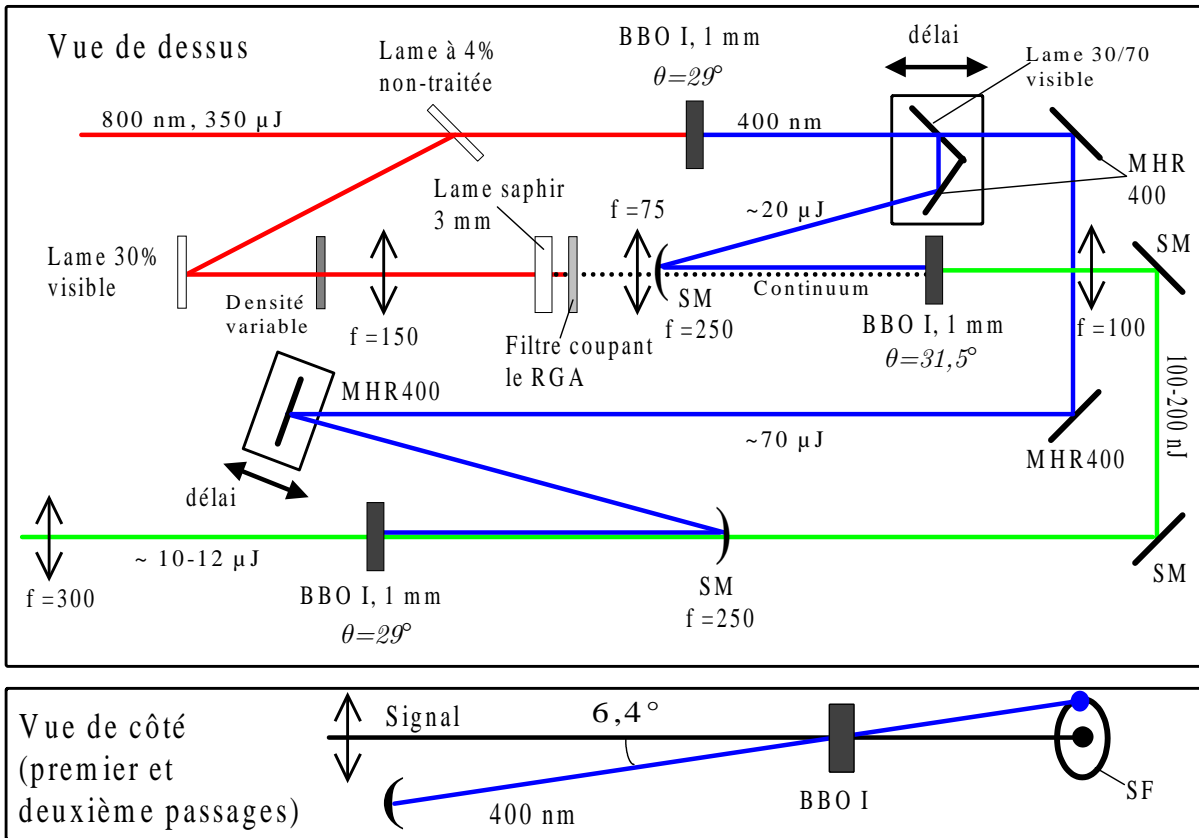 Vue de dessus
Lame à 4%
non-traitée
BBO I, 1 mm
θ=29°
délai
Lame 30/70
visible
800 nm, 350 µJ
400 nm
MHR
400
Lame saphir
3 mm
f =75
~20 µJ
SM
Lame 30%
visible
Densité
variable
f =150
Filtre coupant
le RGA
SM
f =250
Continuum
BBO I, 1 mm
θ=31,5°
f =100
100-200 nJ
MHR400
~70 µJ
MHR400
délai
~ 10-12 µJ
f =300
BBO I, 1 mm
θ=29°
SM
f =250
SM
Vue de côté
(premier et
deuxième passages)
Signal
6,4°
400 nm
BBO I
SF